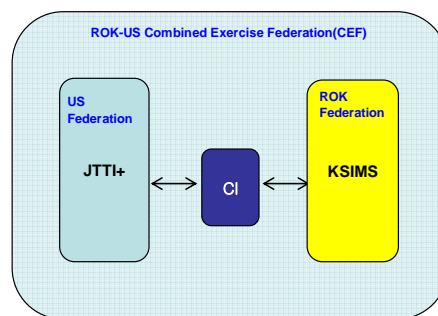 ROK-US Combined Exercise Federation(CEF)
US
Federation
JTTI+
CI
ROK
Federation
KSIMS